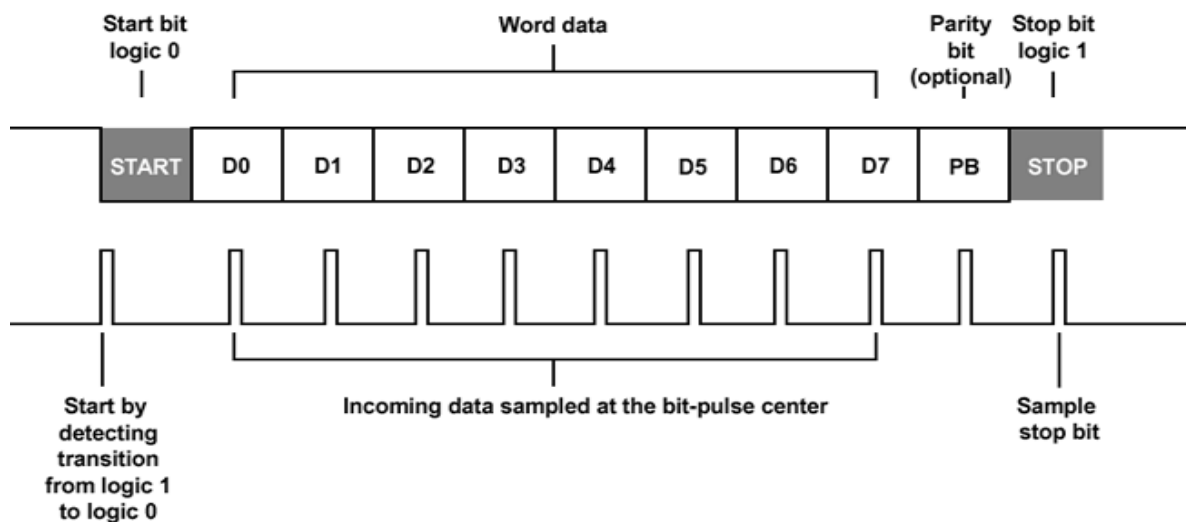 Start bit
logic 0
Word data
Parity
bit
(optional)
Stop bit
logic 1
START D0 D1 D2 D3 D4 D5 D6 D7 PB STOP
Start by
detecting
transition
from logic 1
to logic 0
Incoming data sampled at the bit-pulse center
Sample
stop bit